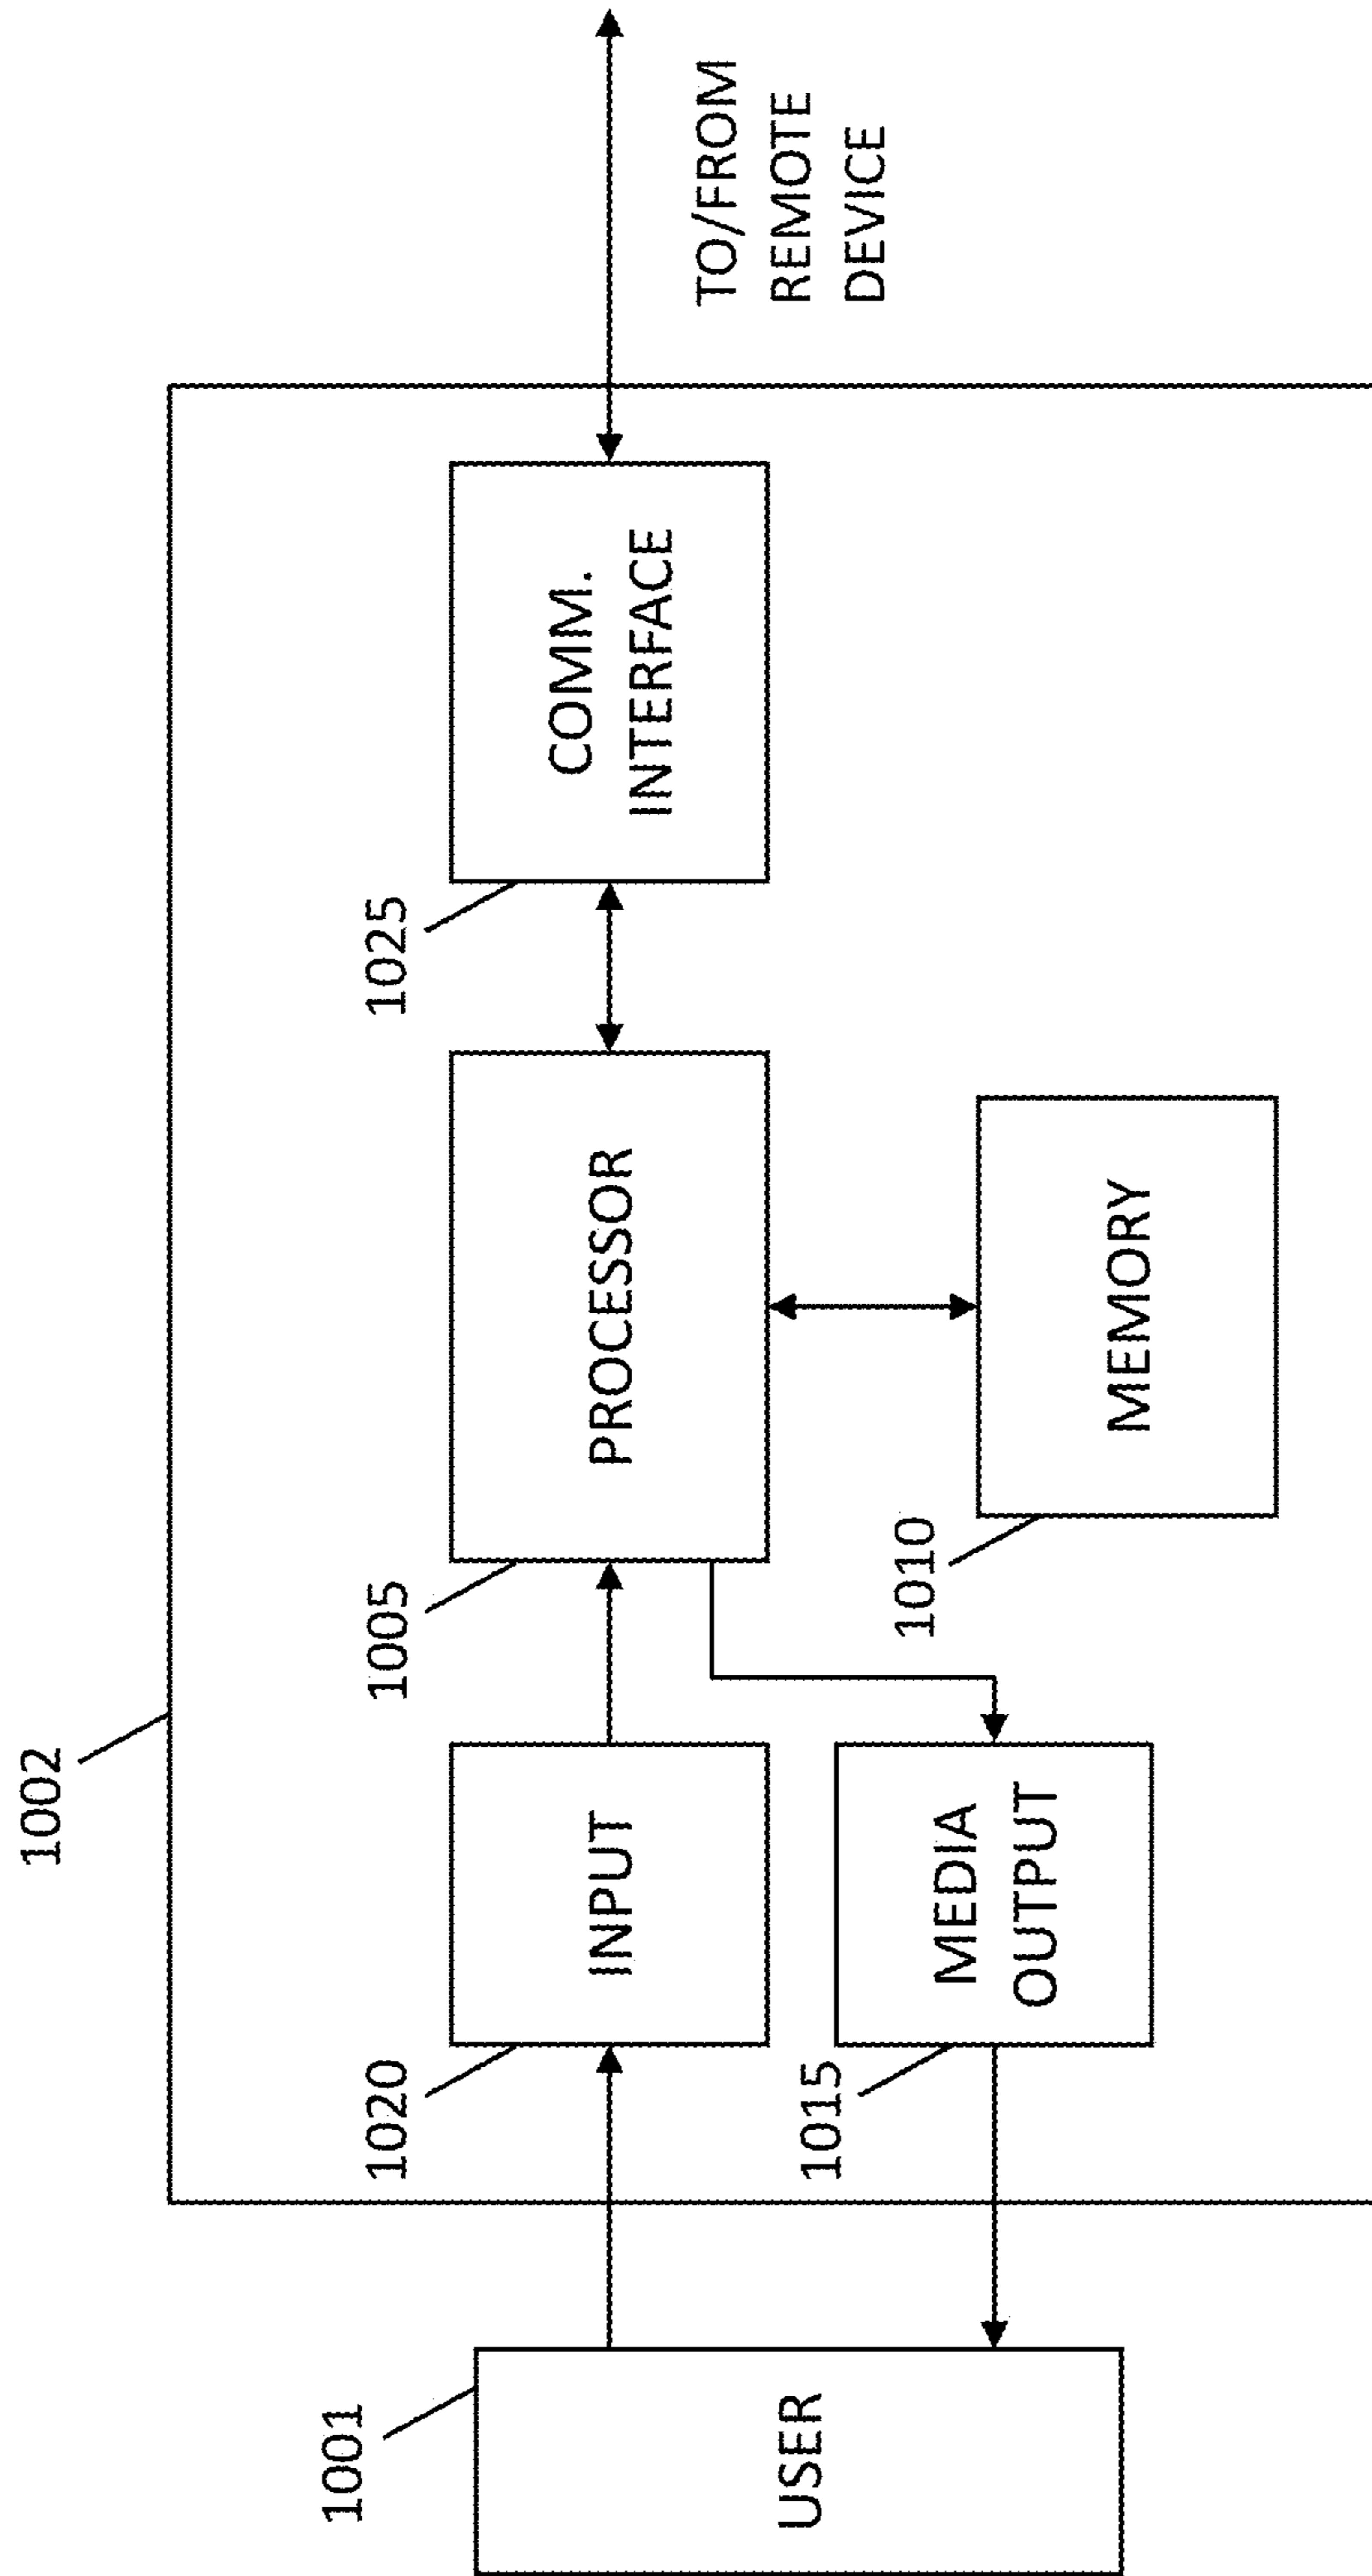 1002
1001
USER
1020
INPUT
1015
MEDIA
OUTPUT
1005
PROCESSOR
1010
MEMORY
1025
COMM.
INTERFACE
TO/FROM
REMOTE
DEVICE